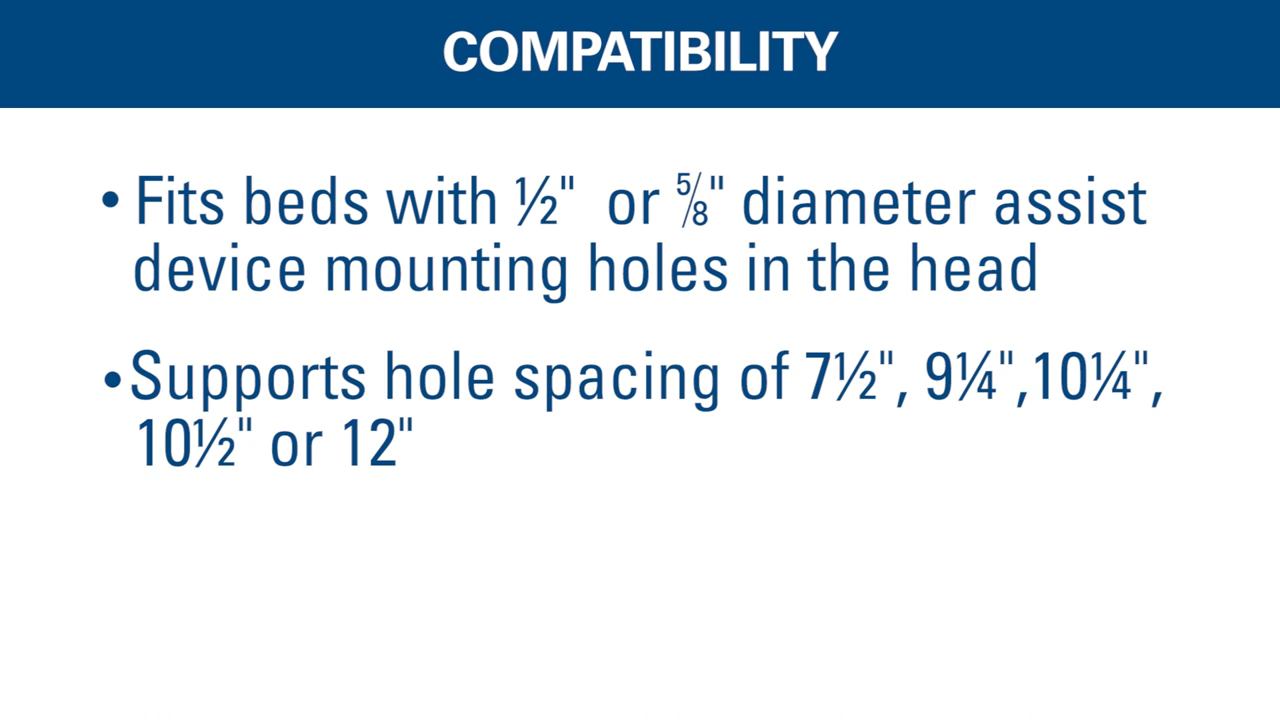 COMPATIBILITY
• Fits beds with ½" or ⅝" diameter assist
device mounting holes in the head
•Supports hole spacing of 7½", 9¼",10¼",
10½" or 12"